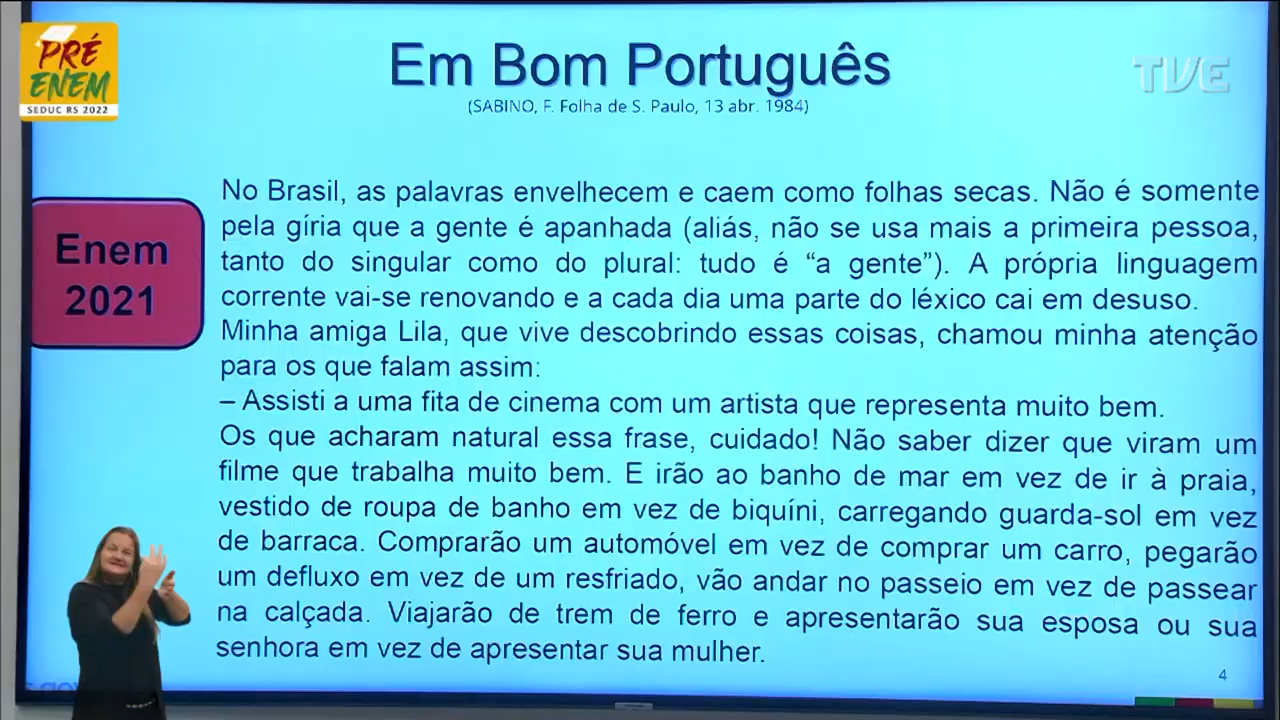 PRÉ
ENEM
SEDUC RS 2022
Em Bom Português
TVE
(SABINO, F. Folha de S. Paulo, 13 abr. 1984)
Enem
2021
No Brasil, as palavras envelhecem e caem como folhas secas. Não é somente
pela gíria que a gente é apanhada (aliás, não se usa mais a primeira pessoa,
tanto do singular como do plural: tudo é “a gente”). A própria linguagem
corrente vai-se renovando e a cada dia uma parte do léxico cai em desuso.
Minha amiga Lila, que vive descobrindo essas coisas, chamou minha atenção
para os que falam assim:
– Assisti a uma fita de cinema com um artista que representa muito bem.
Os que acharam natural essa frase, cuidado! Não saber dizer que viram um
filme que trabalha muito bem. E irão ao banho de mar em vez de ir à praia,
vestido de roupa de banho em vez de biquíni, carregando guarda-sol em vez
de barraca. Comprarão um automóvel em vez de comprar um carro, pegarão
um defluxo em vez de um resfriado, vão andar no passeio em vez de passear
na calçada. Viajarão de trem de ferro e apresentarão sua esposa ou sua
senhora em vez de apresentar sua mulher.
4